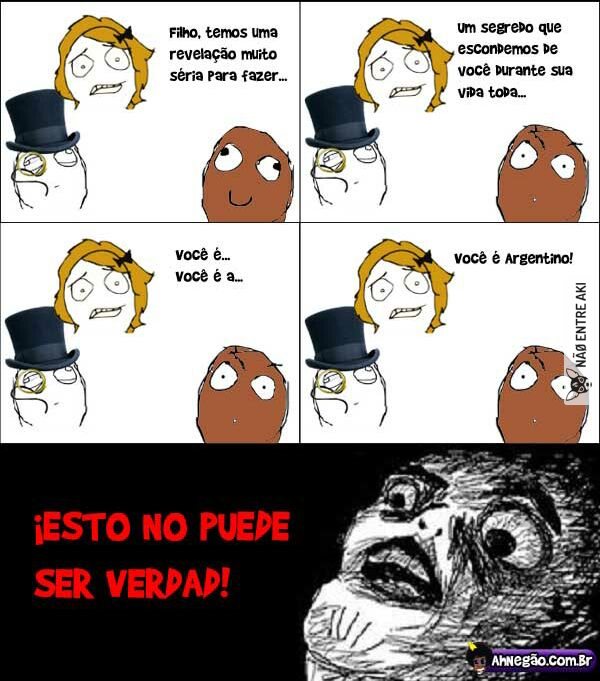 Filho, temos uma
revelação muito
séria para fazer...
Um segredo que
escondemos de
você durante sua
vida toda...
Você é...
Você é a...
Você é Argentino!
NÃO ENTRE AKI
¡ESTO NO PUEDE
SER VERDAD!
AhNegão.com.Br